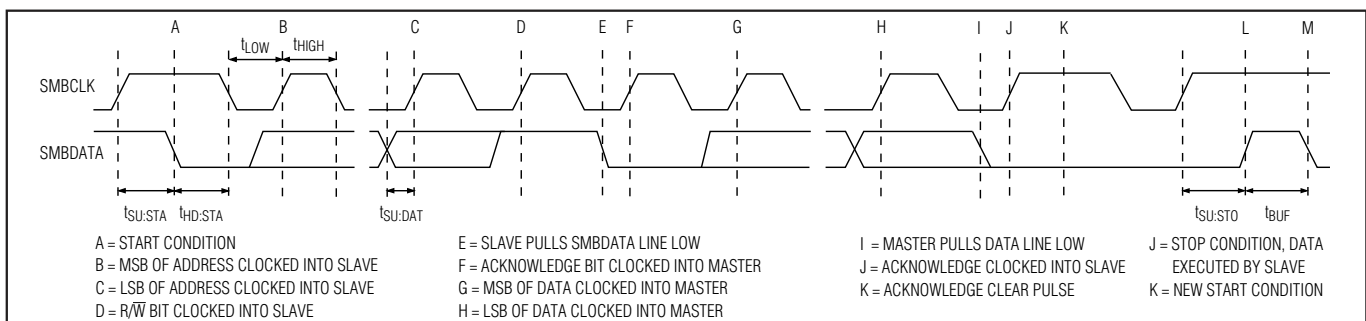 A B C D E F G H I J K L M
tLOW tHIGH
SMBCLK
SMBDATA
tSU:STA tHD:STA tSU:DAT tSU:STO tBUF
A = START CONDITION
B = MSB OF ADDRESS CLOCKED INTO SLAVE
C = LSB OF ADDRESS CLOCKED INTO SLAVE
D = R/W̅ BIT CLOCKED INTO SLAVE
E = SLAVE PULLS SMBDATA LINE LOW
F = ACKNOWLEDGE BIT CLOCKED INTO MASTER
G = MSB OF DATA CLOCKED INTO MASTER
H = LSB OF DATA CLOCKED INTO MASTER
I = MASTER PULLS DATA LINE LOW
J = ACKNOWLEDGE CLOCKED INTO SLAVE
K = ACKNOWLEDGE CLEAR PULSE
J = STOP CONDITION, DATA
EXECUTED BY SLAVE
K = NEW START CONDITION